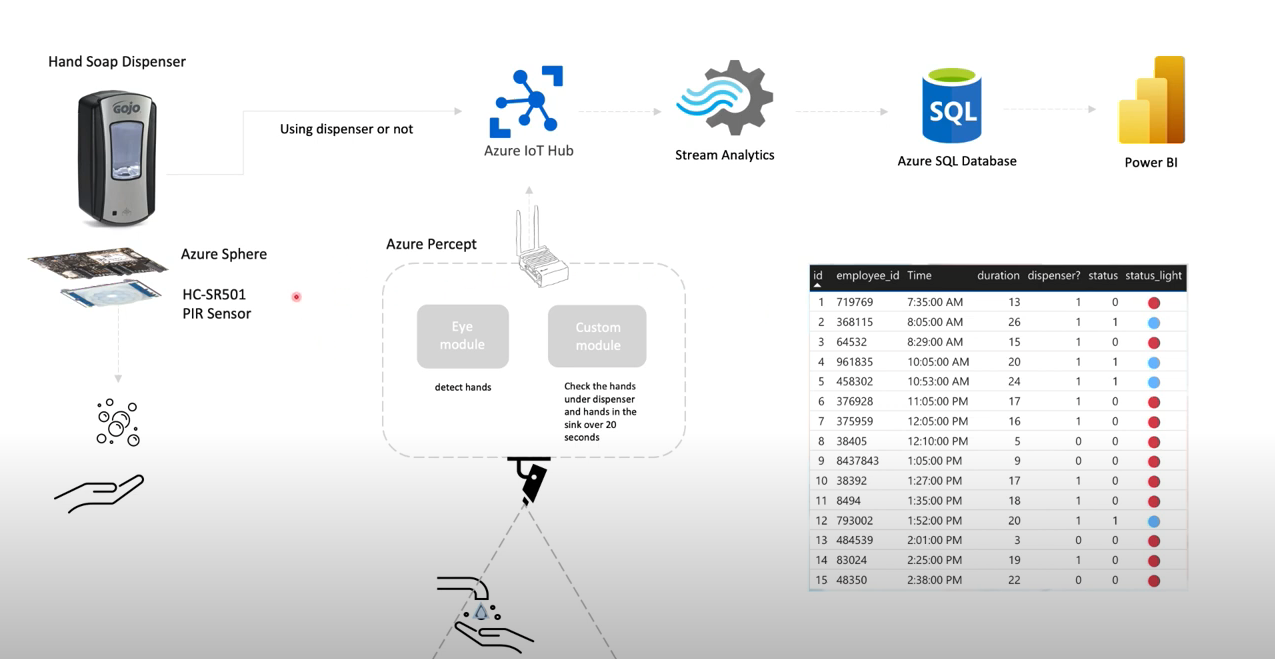 Hand Soap Dispenser
GOJO
Using dispenser or not
Azure IoT Hub
Stream Analytics
SQL
Azure SQL Database
Power BI
Azure Sphere
HC-SR501
PIR Sensor
Azure Percept
Eye
module
Custom
module
detect hands
Check the hands
under dispenser
and hands in the
sink over 20
seconds
id employee_id Time duration dispenser? status status_light
1 719769 7:35:00 AM 13 1 0
2 368115 8:05:00 AM 26 1 1
3 64532 8:29:00 AM 15 1 0
4 961835 10:05:00 AM 20 1 1
5 458302 10:53:00 AM 24 1 1
6 376928 11:05:00 PM 17 1 0
7 375959 12:05:00 PM 16 1 0
8 38405 12:10:00 PM 5 0 0
9 8437843 1:05:00 PM 9 0 0
10 38392 1:27:00 PM 17 1 0
11 8494 1:35:00 PM 18 1 0
12 793002 1:52:00 PM 20 1 1
13 484539 2:01:00 PM 3 0 0
14 83024 2:25:00 PM 19 1 0
15 48350 2:38:00 PM 22 0 0